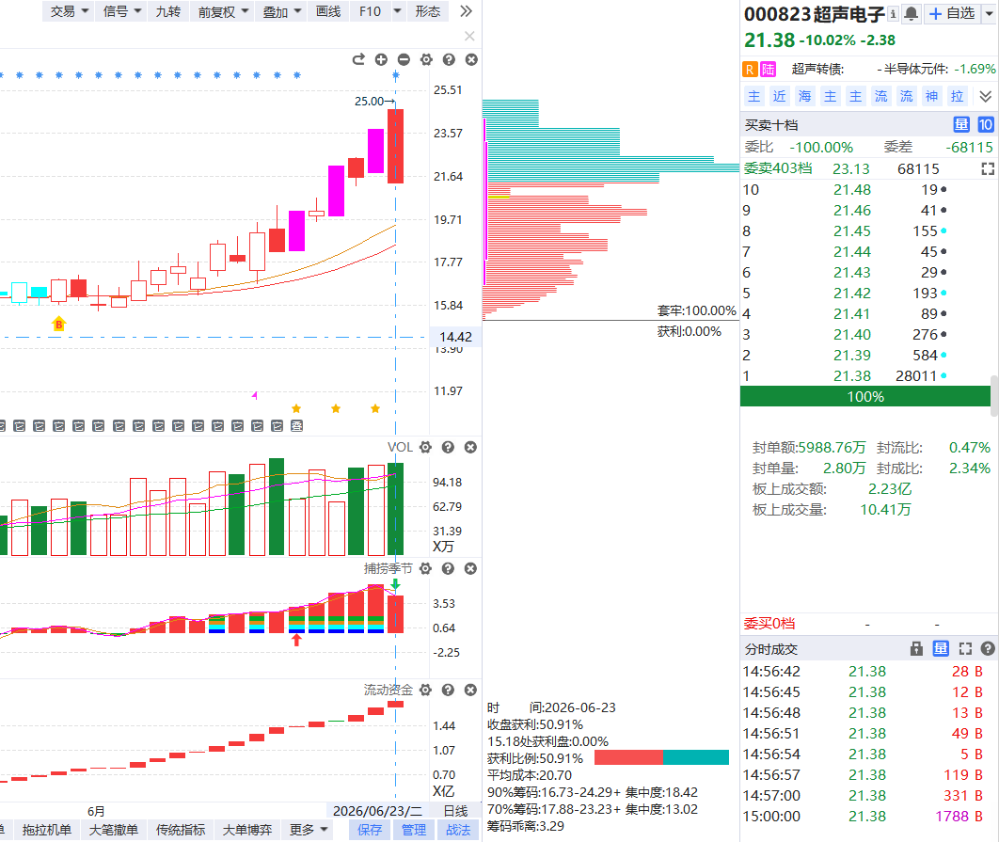 交易 信号 九转 前复权 叠加 画线 F10 形态
25.00→
25.51
23.57
21.64
19.71
17.77
15.84
14.42
13.90
11.97
B
VOL
94.18
62.79
31.39
X万
捕捞季节
3.53
0.64
-2.25
流动资金
1.44
1.07
0.70
X亿
6月 2026/06/23/二 日线
拖拉机单 大笔撤单 传统指标 大单博弈 更多 保存 管理 战法
套牢:100.00%
获利:0.00%
时 间:2026-06-23
收盘获利:50.91%
15.18处获利盘:0.00%
获利比例:50.91%
平均成本:20.70
90%筹码:16.73-24.29+ 集中度:18.42
70%筹码:17.88-23.23+ 集中度:13.02
筹码乖离:3.29
000823 超声电子 自选
21.38 -10.02% -2.38
R 陆 超声转债: - 半导体元件: -1.69%
主 近 海 主 主 流 流 神 拉
买卖十档 量 10
委比 -100.00% 委差 -68115
委卖403档 23.13 68115
10 21.48 19
9 21.46 41
8 21.45 155
7 21.44 45
6 21.43 29
5 21.42 193
4 21.41 89
3 21.40 276
2 21.39 584
1 21.38 28011
100%
封单额:5988.76万 封流比: 0.47%
封单量: 2.80万 封成比: 2.34%
板上成交额: 2.23亿
板上成交量: 10.41万
委买0档 - -
分时成交 量
14:56:42 21.38 28 B
14:56:45 21.38 12 B
14:56:48 21.38 13 B
14:56:51 21.38 49 B
14:56:54 21.38 5 B
14:56:57 21.38 119 B
14:57:00 21.38 331 B
15:00:00 21.38 1788 B